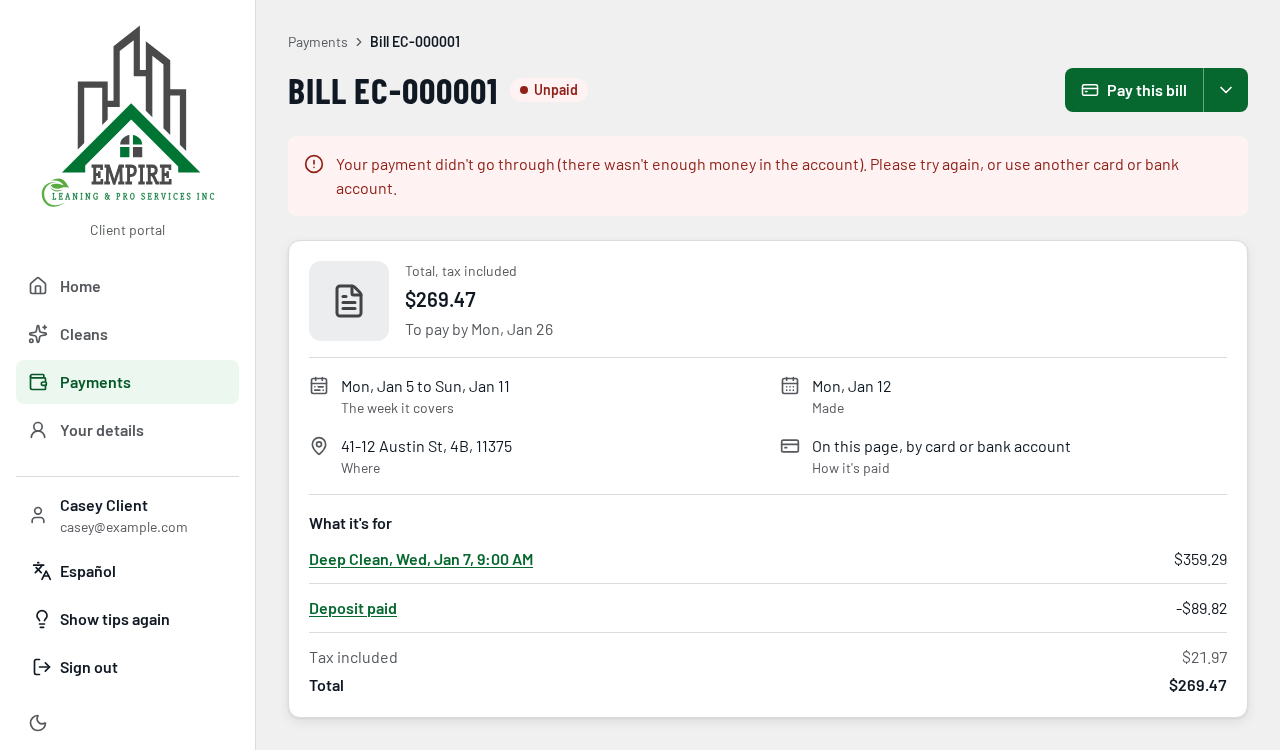 EMPIRE
LEANING & PRO SERVICES INC
Client portal
Home
Cleans
Payments
Your details
Casey Client
casey@example.com
Español
Show tips again
Sign out
Payments > Bill EC-000001
BILL EC-000001
Unpaid
Pay this bill
Your payment didn't go through (there wasn't enough money in the account). Please try again, or use another card or bank
account.
Total, tax included
$269.47
To pay by Mon, Jan 26
Mon, Jan 5 to Sun, Jan 11
The week it covers
Mon, Jan 12
Made
41-12 Austin St, 4B, 11375
Where
On this page, by card or bank account
How it's paid
What it's for
Deep Clean, Wed, Jan 7, 9:00 AM $359.29
Deposit paid -$89.82
Tax included $21.97
Total $269.47